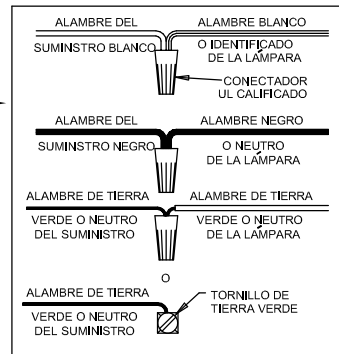 ALAMBRE DEL ALAMBRE BLANCO
SUMINISTRO BLANCO O IDENTIFICADO
DE LA LÁMPARA
CONECTADOR
UL CALIFICADO
ALAMBRE DEL ALAMBRE NEGRO
SUMINSTRO NEGRO O NEUTRO
DE LA LÁMPARA
ALAMBRE DE TIERRA ALAMBRE DE TIERRA
VERDE O NEUTRO VERDE O NEUTRO
DEL SUMINISTRO DE LA LÁMPARA
O
ALAMBRE DE TIERRA TORNILLO DE
TIERRA VERDE
VERDE O NEUTRO
DEL SUMINISTRO